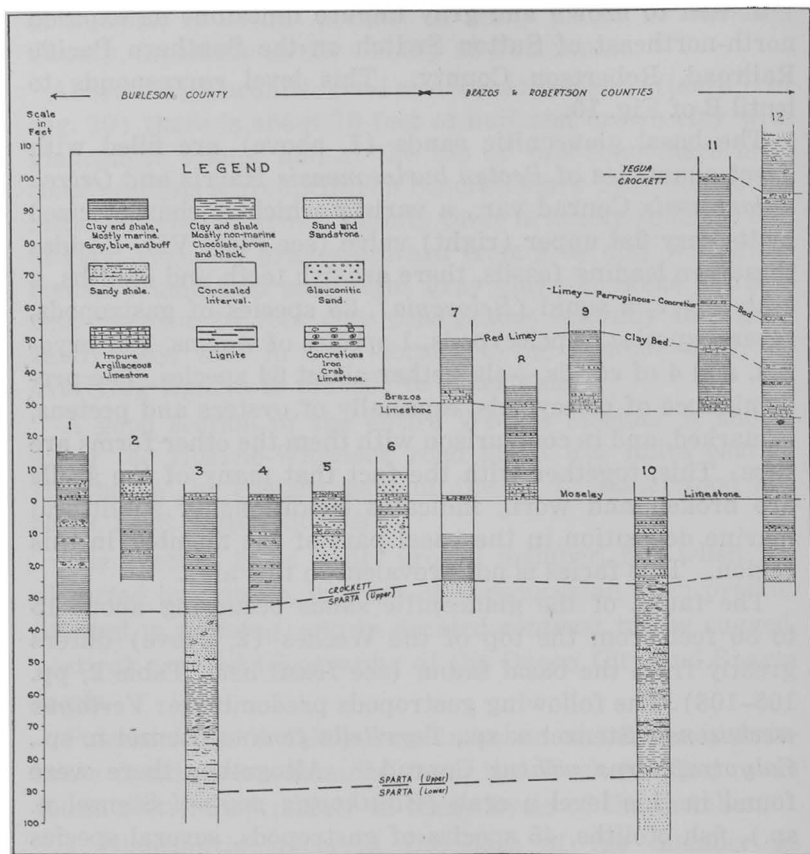 BURLESON COUNTY
BRAZOS & ROBERTSON COUNTIES
Scale
in
Feet
LEGEND
Clay and shale,
Mostly marine.
Gray, blue, and buff
Clay and shale
Mostly non-marine
Chocolate, brown,
and black.
Sand and
Sandstone.
Sandy shale.
Concealed
Interval.
Glauconitic
Sand.
Impure
Argillaceous
Limestone
Lignite
Concretions
Iron
Crab
Limestone.
110
100
90
80
70
60
50
40
30
20
10
0
10
20
30
40
50
60
70
80
90
100
1
2
3
4
5
6
7
8
9
10
11
12
YEGUA
CROCKETT
Limey-Ferruginous-Concretion Bed
Red Limey
Clay Bed
Brazos
Limestone
Moseley
Limestone
CROCKETT
SPARTA (Upper)
SPARTA (Upper)
SPARTA (Lower)